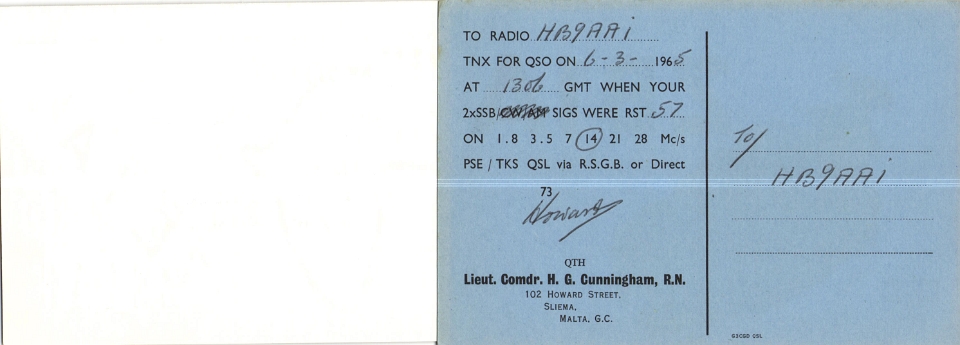 TO RADIO HB9AAi
TNX FOR QSO ON 6-3- 1965
AT 1306 GMT WHEN YOUR
2xSSB/ SIGS WERE RST 57
ON 1.8 3.5 7 14 21 28 Mc/s
PSE / TKS QSL via R.S.G.B. or Direct
73
Howard
QTH
Lieut. Comdr. H. G. Cunningham, R.N.
102 HOWARD STREET,
SLIEMA,
MALTA, G.C.
To/
HB9AAi
G3CGD QSL